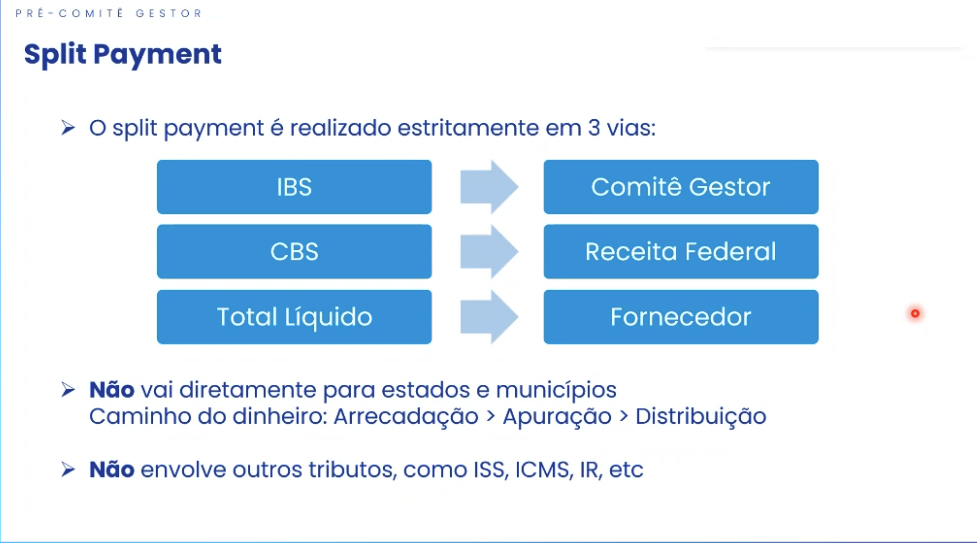 PRÉ-COMITÊ GESTOR
Split Payment
➢ O split payment é realizado estritamente em 3 vias:
IBS
Comitê Gestor
CBS
Receita Federal
Total Líquido
Fornecedor
➢ Não vai diretamente para estados e municípios
Caminho do dinheiro: Arrecadação > Apuração > Distribuição
➢ Não envolve outros tributos, como ISS, ICMS, IR, etc